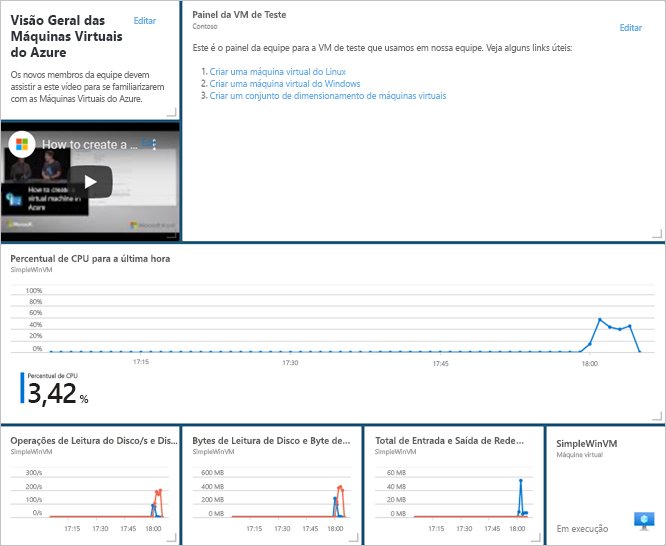 Visão Geral das
Máquinas Virtuais
do Azure
Editar
Os novos membros da equipe devem
assistir a este vídeo para se familiarizarem
com as Máquinas Virtuais do Azure.
How to create a ...
How to create a
virtual machine in
Azure
Microsoft
Painel da VM de Teste
Contoso
Editar
Este é o painel da equipe para a VM de teste que usamos em nossa equipe. Veja alguns links úteis:
1. Criar uma máquina virtual do Linux
2. Criar uma máquina virtual do Windows
3. Criar um conjunto de dimensionamento de máquinas virtuais
Percentual de CPU para a última hora
SimpleWinVM
100%
80%
60%
40%
20%
0%
17:15 17:30 17:45 18:00
Percentual de CPU
3,42 %
Operações de Leitura do Disco/s e Dis...
SimpleWinVM
300/s
200/s
100/s
0/s
17:15 17:30 17:45 18:00
Bytes de Leitura de Disco e Byte de...
SimpleWinVM
600 MB
400 MB
200 MB
0 MB
17:15 17:30 17:45 18:00
Total de Entrada e Saída de Rede...
SimpleWinVM
60 MB
40 MB
20 MB
0 MB
17:15 17:30 17:45 18:00
SimpleWinVM
Máquina virtual
Em execução